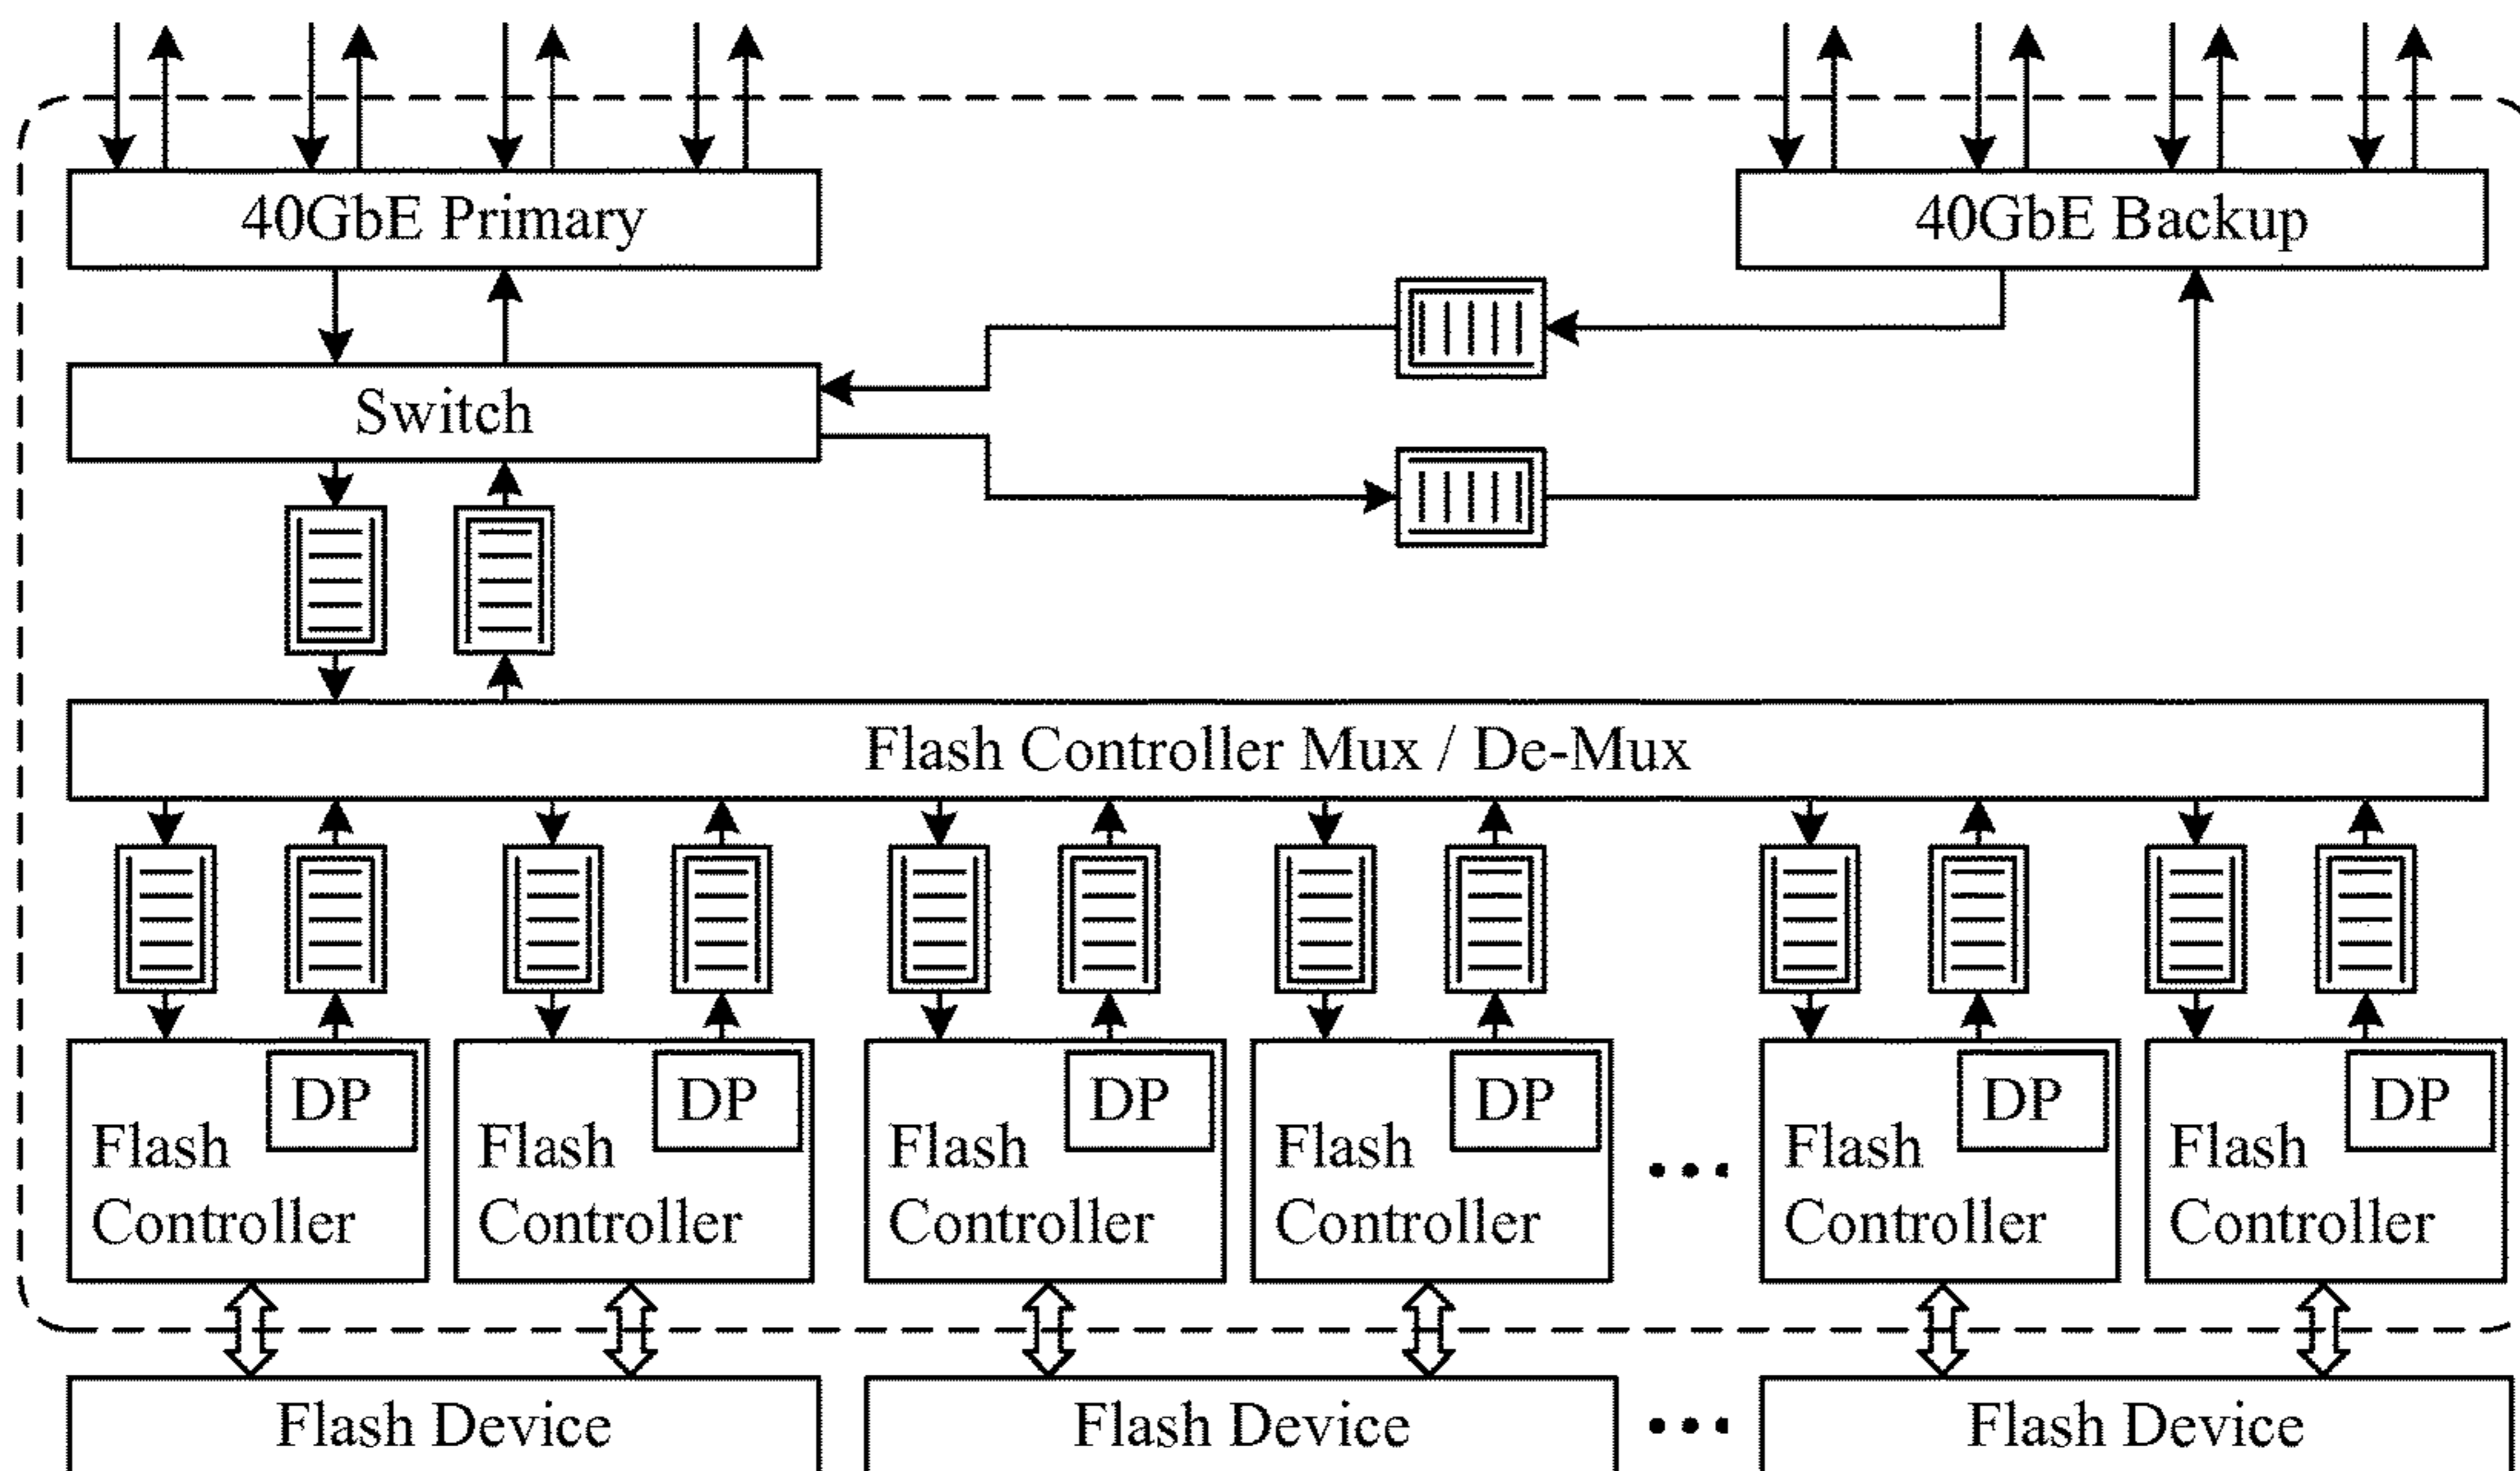 40GbE Primary
40GbE Backup
Switch
Flash Controller Mux / De-Mux
DP
Flash
Controller
DP
Flash
Controller
DP
Flash
Controller
DP
Flash
Controller
...
DP
Flash
Controller
DP
Flash
Controller
Flash Device
Flash Device
...
Flash Device